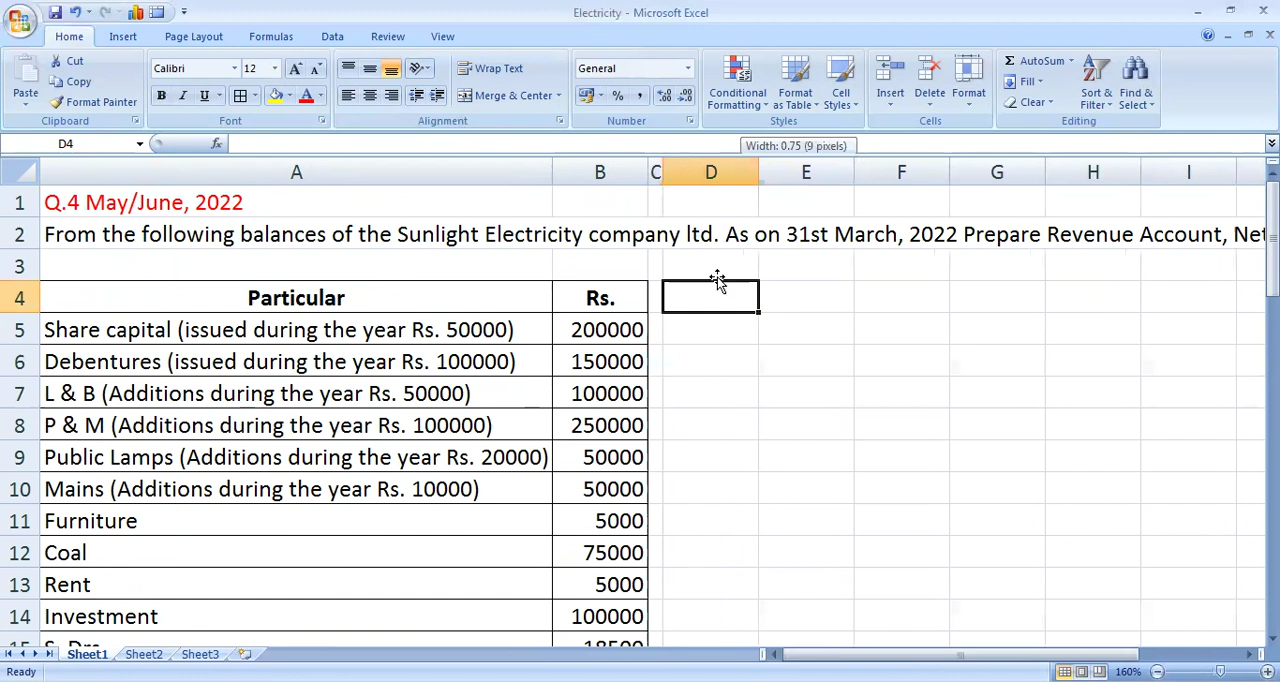 Electricity - Microsoft Excel
Home Insert Page Layout Formulas Data Review View
Paste Cut Copy Format Painter Clipboard
Calibri 12 Font
Wrap Text Merge & Center Alignment
General Number
Conditional Formatting Format as Table Cell Styles Styles
Insert Delete Format Cells
AutoSum Fill Clear Sort & Filter Find & Select Editing
D4 fx Width: 0.75 (9 pixels)
A B C D E F G H I
1 Q.4 May/June, 2022
2 From the following balances of the Sunlight Electricity company ltd. As on 31st March, 2022 Prepare Revenue Account, Net
3
4 Particular Rs.
5 Share capital (issued during the year Rs. 50000) 200000
6 Debentures (issued during the year Rs. 100000) 150000
7 L & B (Additions during the year Rs. 50000) 100000
8 P & M (Additions during the year Rs. 100000) 250000
9 Public Lamps (Additions during the year Rs. 20000) 50000
10 Mains (Additions during the year Rs. 10000) 50000
11 Furniture 5000
12 Coal 75000
13 Rent 5000
14 Investment 100000
Sheet1 Sheet2 Sheet3
Ready 160%